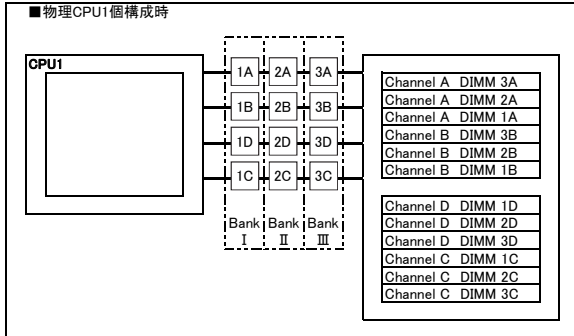 ■物理CPU1個構成時
CPU1
1A 2A 3A
1B 2B 3B
1D 2D 3D
1C 2C 3C
Bank Bank Bank
Ⅰ Ⅱ Ⅲ
Channel A DIMM 3A
Channel A DIMM 2A
Channel A DIMM 1A
Channel B DIMM 3B
Channel B DIMM 2B
Channel B DIMM 1B
Channel D DIMM 1D
Channel D DIMM 2D
Channel D DIMM 3D
Channel C DIMM 1C
Channel C DIMM 2C
Channel C DIMM 3C